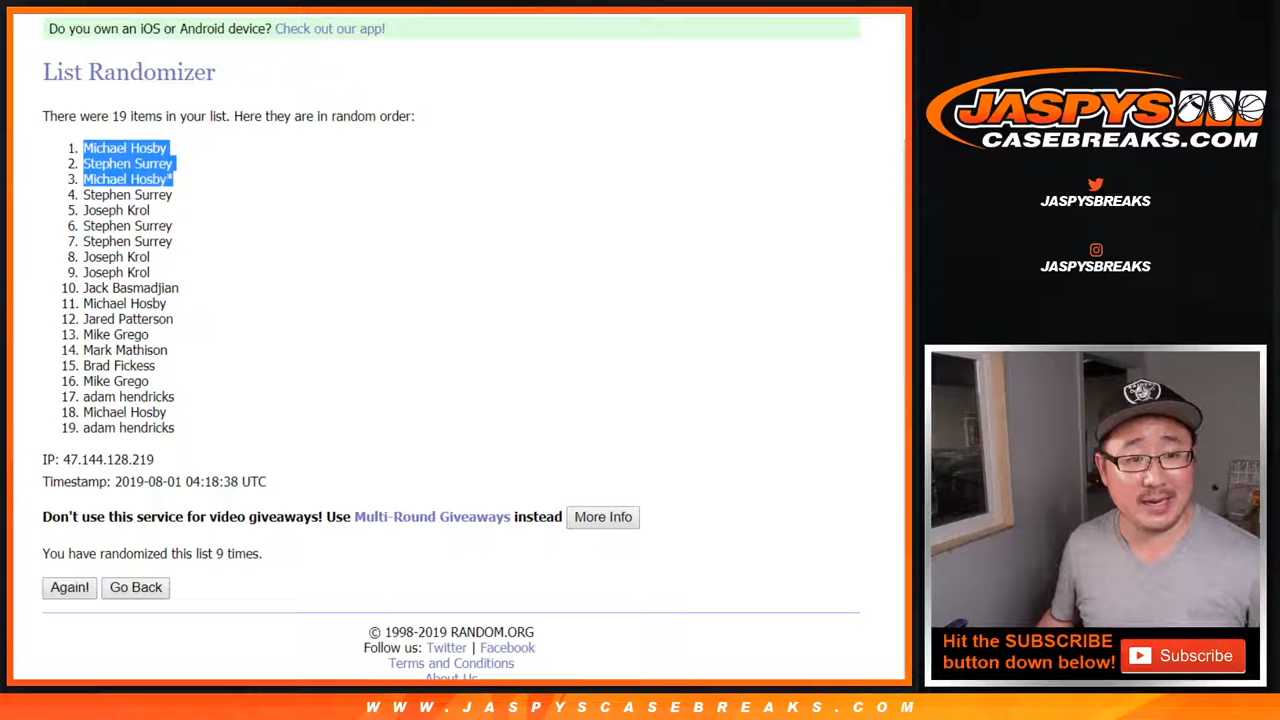 Do you own an iOS or Android device? Check out our app!
List Randomizer
There were 19 items in your list. Here they are in random order:
1. Michael Hosby
2. Stephen Surrey
3. Michael Hosby*
4. Stephen Surrey
5. Joseph Krol
6. Stephen Surrey
7. Stephen Surrey
8. Joseph Krol
9. Joseph Krol
10. Jack Basmadjian
11. Michael Hosby
12. Jared Patterson
13. Mike Grego
14. Mark Mathison
15. Brad Fickess
16. Mike Grego
17. adam hendricks
18. Michael Hosby
19. adam hendricks
IP: 47.144.128.219
Timestamp: 2019-08-01 04:18:38 UTC
Don't use this service for video giveaways! Use Multi-Round Giveaways instead More Info
You have randomized this list 9 times.
Again! Go Back
© 1998-2019 RANDOM.ORG
Follow us: Twitter | Facebook
Terms and Conditions
About Us
JASPYS
CASEBREAKS.COM
JASPYSBREAKS
JASPYSBREAKS
Hit the SUBSCRIBE
button down below!
Subscribe
WWW.JASPYSCASEBREAKS.COM